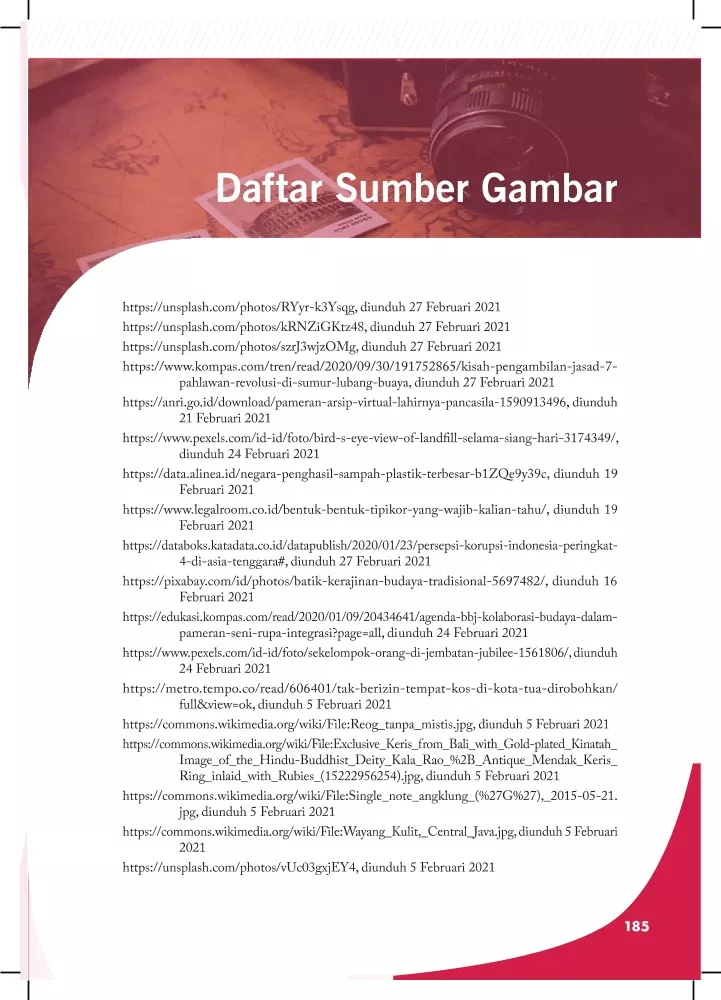 Daftar Sumber Gambar
https://unsplash.com/photos/RYyr-k3Ysqg, diunduh 27 Februari 2021
https://unsplash.com/photos/kRNZiGKtz48, diunduh 27 Februari 2021
https://unsplash.com/photos/szrJ3wjzOMg, diunduh 27 Februari 2021
https://www.kompas.com/tren/read/2020/09/30/191752865/kisah-pengambilan-jasad-7-
pahlawan-revolusi-di-sumur-lubang-buaya, diunduh 27 Februari 2021
https://anri.go.id/download/pameran-arsip-virtual-lahirnya-pancasila-1590913496, diunduh
21 Februari 2021
https://www.pexels.com/id-id/foto/bird-s-eye-view-of-landfill-selama-siang-hari-3174349/,
diunduh 24 Februari 2021
https://data.alinea.id/negara-penghasil-sampah-plastik-terbesar-b1ZQe9y39c, diunduh 19
Februari 2021
https://www.legalroom.co.id/bentuk-bentuk-tipikor-yang-wajib-kalian-tahu/, diunduh 19
Februari 2021
https://databoks.katadata.co.id/datapublish/2020/01/23/persepsi-korupsi-indonesia-peringkat-
4-di-asia-tenggara#, diunduh 27 Februari 2021
https://pixabay.com/id/photos/batik-kerajinan-budaya-tradisional-5697482/, diunduh 16
Februari 2021
https://edukasi.kompas.com/read/2020/01/09/20434641/agenda-bbj-kolaborasi-budaya-dalam-
pameran-seni-rupa-integrasi?page=all, diunduh 24 Februari 2021
https://www.pexels.com/id-id/foto/sekelompok-orang-di-jembatan-jubilee-1561806/, diunduh
24 Februari 2021
https://metro.tempo.co/read/606401/tak-berizin-tempat-kos-di-kota-tua-dirobohkan/
full&view=ok, diunduh 5 Februari 2021
https://commons.wikimedia.org/wiki/File:Reog_tanpa_mistis.jpg, diunduh 5 Februari 2021
https://commons.wikimedia.org/wiki/File:Exclusive_Keris_from_Bali_with_Gold-plated_Kinatah_
Image_of_the_Hindu-Buddhist_Deity_Kala_Rao_%2B_Antique_Mendak_Keris_
Ring_inlaid_with_Rubies_(15222956254).jpg, diunduh 5 Februari 2021
https://commons.wikimedia.org/wiki/File:Single_note_angklung_(%27G%27),_2015-05-21.
jpg, diunduh 5 Februari 2021
https://commons.wikimedia.org/wiki/File:Wayang_Kulit,_Central_Java.jpg, diunduh 5 Februari
2021
https://unsplash.com/photos/vUc03gxjEY4, diunduh 5 Februari 2021
185